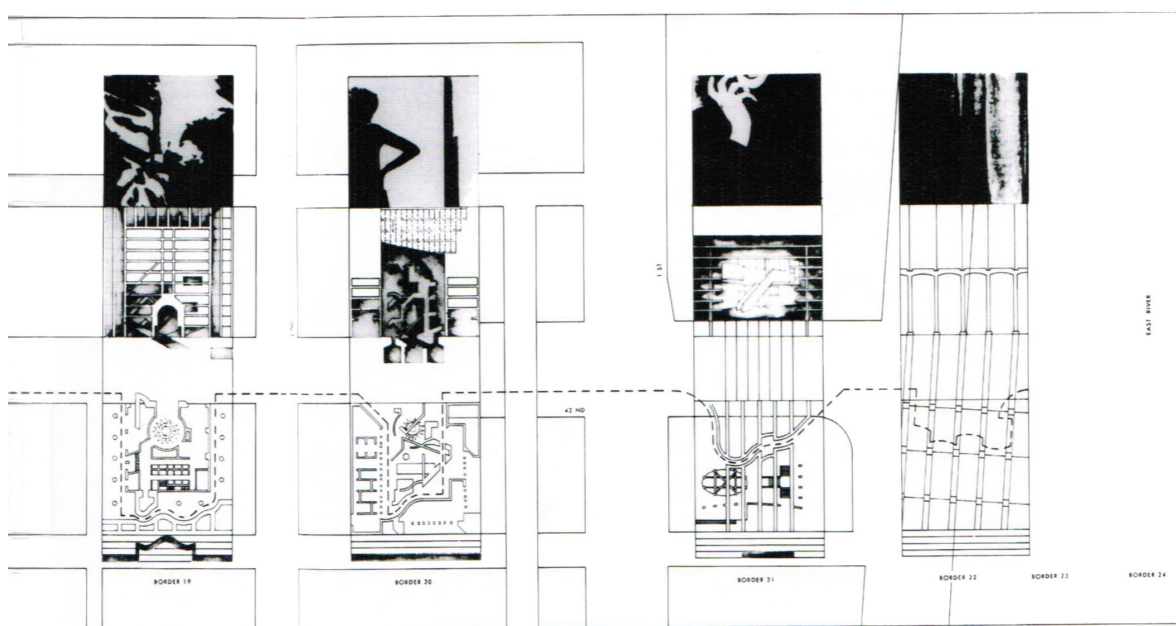 1 ST
EAST RIVER
42 ND
BORDER 19
BORDER 20
BORDER 21
BORDER 22
BORDER 23
BORDER 24